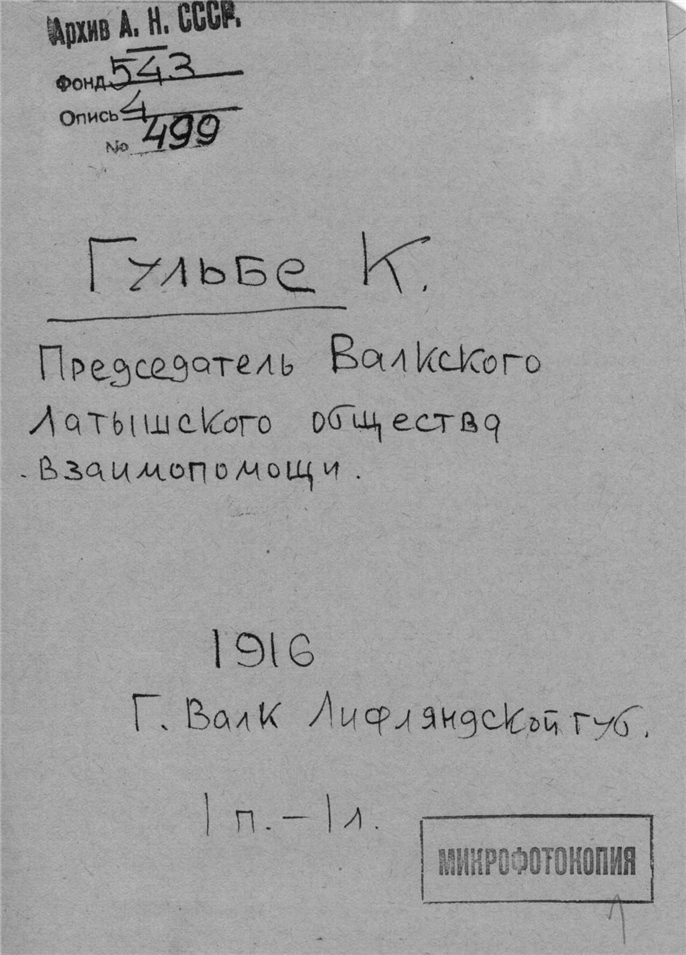 Архив А. Н. СССР.
Фонд 543
Опись 4
№ 499
Гульбе К.
Председатель Валкского
Латышского общества
взаимопомощи.
1916
Г. Валк Лифляндской губ.
1 п. – 1 л.
МИКРОФОТОКОПИЯ